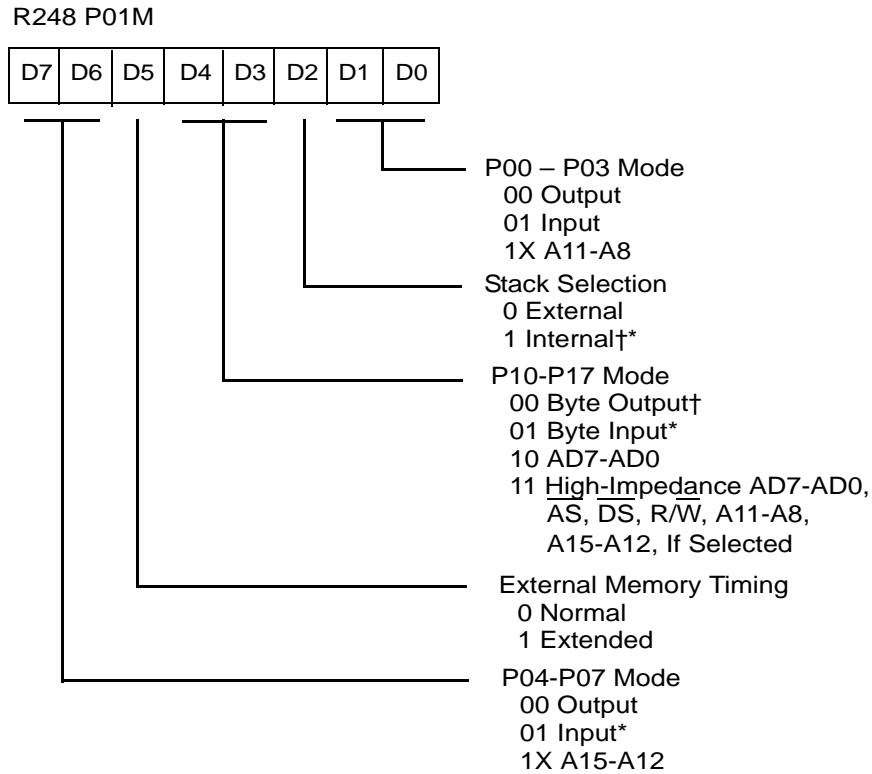 R248 P01M
D7 D6 D5 D4 D3 D2 D1 D0
P00 – P03 Mode
00 Output
01 Input
1X A11-A8
Stack Selection
0 External
1 Internal†*
P10-P17 Mode
00 Byte Output†
01 Byte Input*
10 AD7-AD0
11 High-Impedance AD7-AD0,
A̅S̅, D̅S̅, R/W̅, A11-A8,
A15-A12, If Selected
External Memory Timing
0 Normal
1 Extended
P04-P07 Mode
00 Output
01 Input*
1X A15-A12